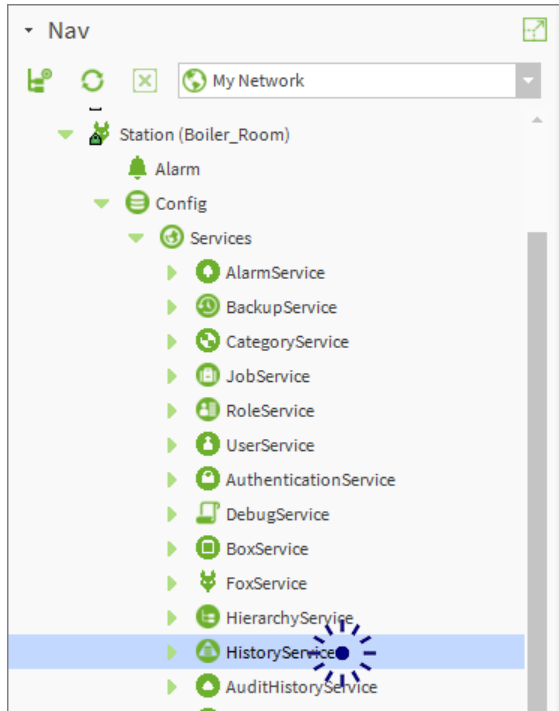 Nav
My Network
Station (Boiler_Room)
Alarm
Config
Services
AlarmService
BackupService
CategoryService
JobService
RoleService
UserService
AuthenticationService
DebugService
BoxService
FoxService
HierarchyService
HistoryService
AuditHistoryService